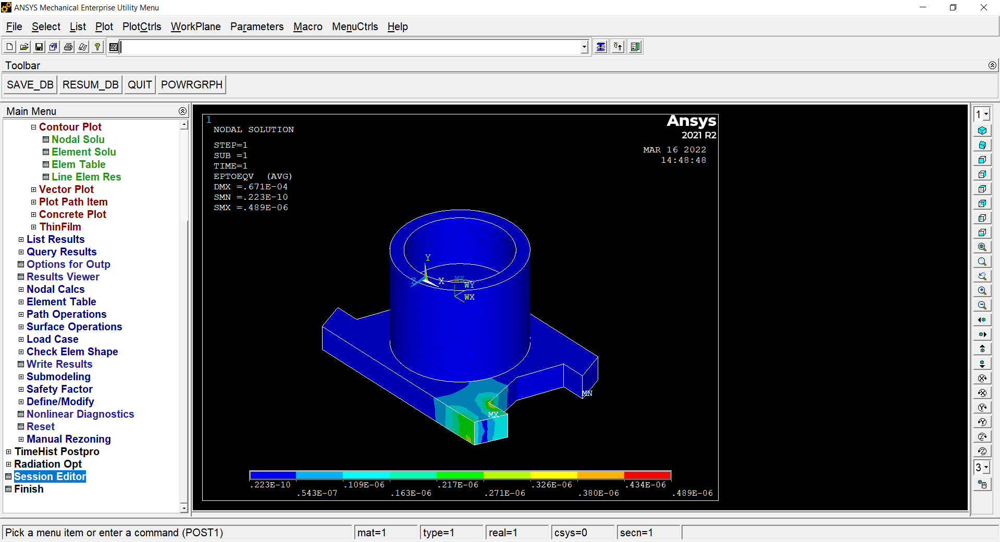 ANSYS Mechanical Enterprise Utility Menu
File Select List Plot PlotCtrls WorkPlane Parameters Macro MenuCtrls Help
Toolbar
SAVE_DB RESUM_DB QUIT POWRGRPH
Main Menu
Contour Plot
Nodal Solu
Element Solu
Elem Table
Line Elem Res
Vector Plot
Plot Path Item
Concrete Plot
ThinFilm
List Results
Query Results
Options for Outp
Results Viewer
Nodal Calcs
Element Table
Path Operations
Surface Operations
Load Case
Check Elem Shape
Write Results
Submodeling
Safety Factor
Define/Modify
Nonlinear Diagnostics
Reset
Manual Rezoning
TimeHist Postpro
Radiation Opt
Session Editor
Finish
1
NODAL SOLUTION
STEP=1
SUB =1
TIME=1
EPTOEQV (AVG)
DMX =.671E-04
SMN =.223E-10
SMX =.489E-06
Ansys
2021 R2
MAR 16 2022
14:48:48
Y
Z
X
WZ
WY
WX
MN
MX
.223E-10 .109E-06 .217E-06 .326E-06 .434E-06
.543E-07 .163E-06 .271E-06 .380E-06 .489E-06
1
3
Pick a menu item or enter a command (POST1)
mat=1
type=1
real=1
csys=0
secn=1